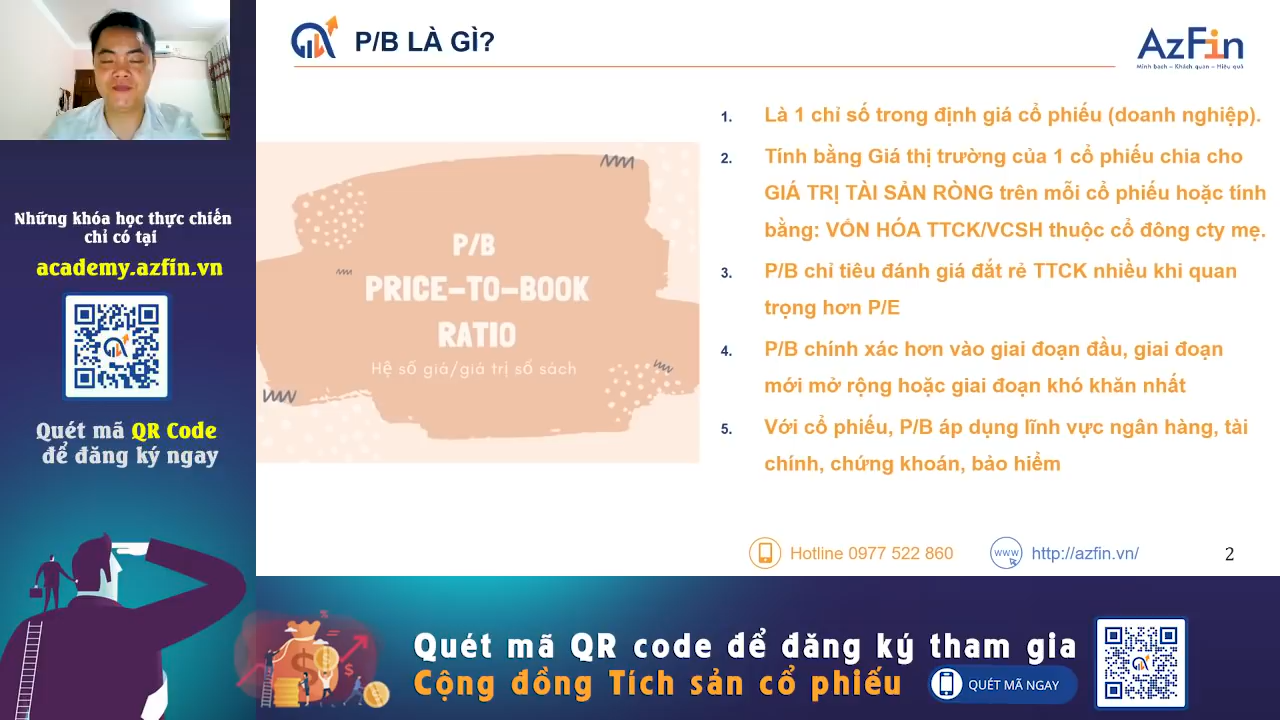 P/B LÀ GÌ?
AzFin
Minh bạch – Khách quan – Hiệu quả
Những khóa học thực chiến
chỉ có tại
academy.azfin.vn
Quét mã QR Code
để đăng ký ngay
P/B
PRICE-TO-BOOK
RATIO
Hệ số giá/giá trị sổ sách
1. Là 1 chỉ số trong định giá cổ phiếu (doanh nghiệp).
2. Tính bằng Giá thị trường của 1 cổ phiếu chia cho
GIÁ TRỊ TÀI SẢN RÒNG trên mỗi cổ phiếu hoặc tính
bằng: VỐN HÓA TTCK/VCSH thuộc cổ đông cty mẹ.
3. P/B chỉ tiêu đánh giá đắt rẻ TTCK nhiều khi quan
trọng hơn P/E
4. P/B chính xác hơn vào giai đoạn đầu, giai đoạn
mới mở rộng hoặc giai đoạn khó khăn nhất
5. Với cổ phiếu, P/B áp dụng lĩnh vực ngân hàng, tài
chính, chứng khoán, bảo hiểm
Hotline 0977 522 860
www
http://azfin.vn/
2
Quét mã QR code để đăng ký tham gia
Cộng đồng Tích sản cổ phiếu
QUÉT MÃ NGAY